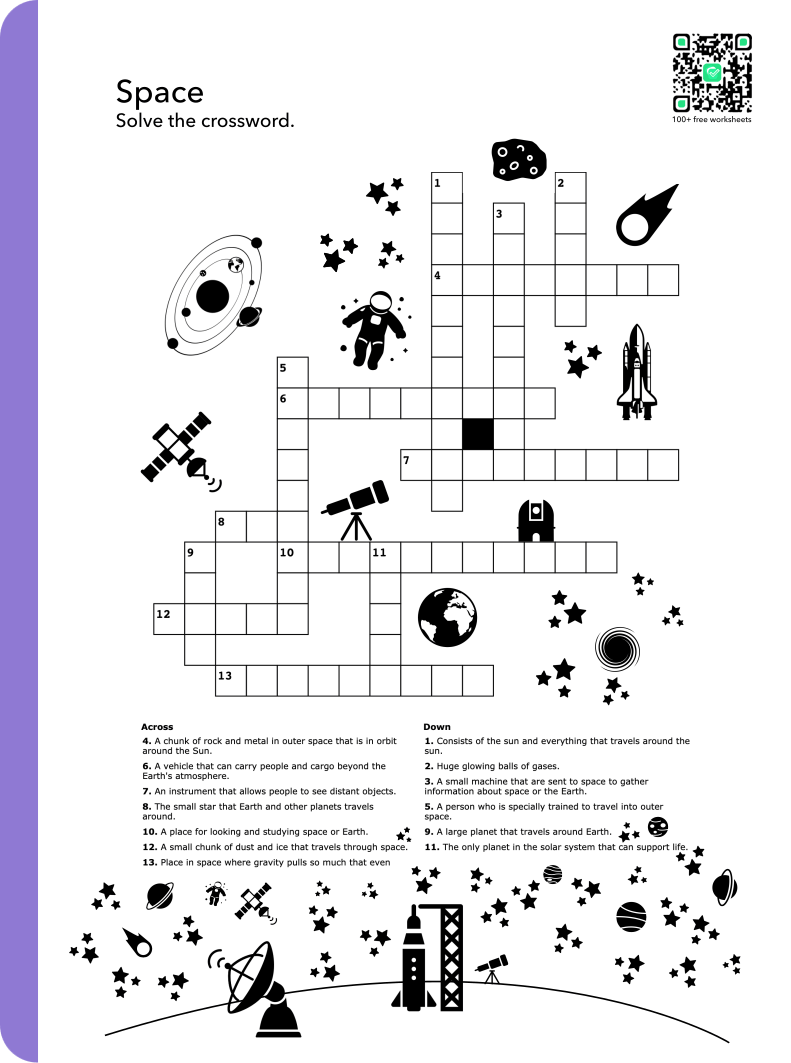 100+ free worksheets
Space
Solve the crossword.
1
2
3
4
5
6
7
8
9
10
11
12
13
Across
4. A chunk of rock and metal in outer space that is in orbit
around the Sun.
6. A vehicle that can carry people and cargo beyond the
Earth's atmosphere.
7. An instrument that allows people to see distant objects.
8. The small star that Earth and other planets travels
around.
10. A place for looking and studying space or Earth.
12. A small chunk of dust and ice that travels through space.
13. Place in space where gravity pulls so much that even
Down
1. Consists of the sun and everything that travels around the
sun.
2. Huge glowing balls of gases.
3. A small machine that are sent to space to gather
information about space or the Earth.
5. A person who is specially trained to travel into outer
space.
9. A large planet that travels around Earth.
11. The only planet in the solar system that can support life.